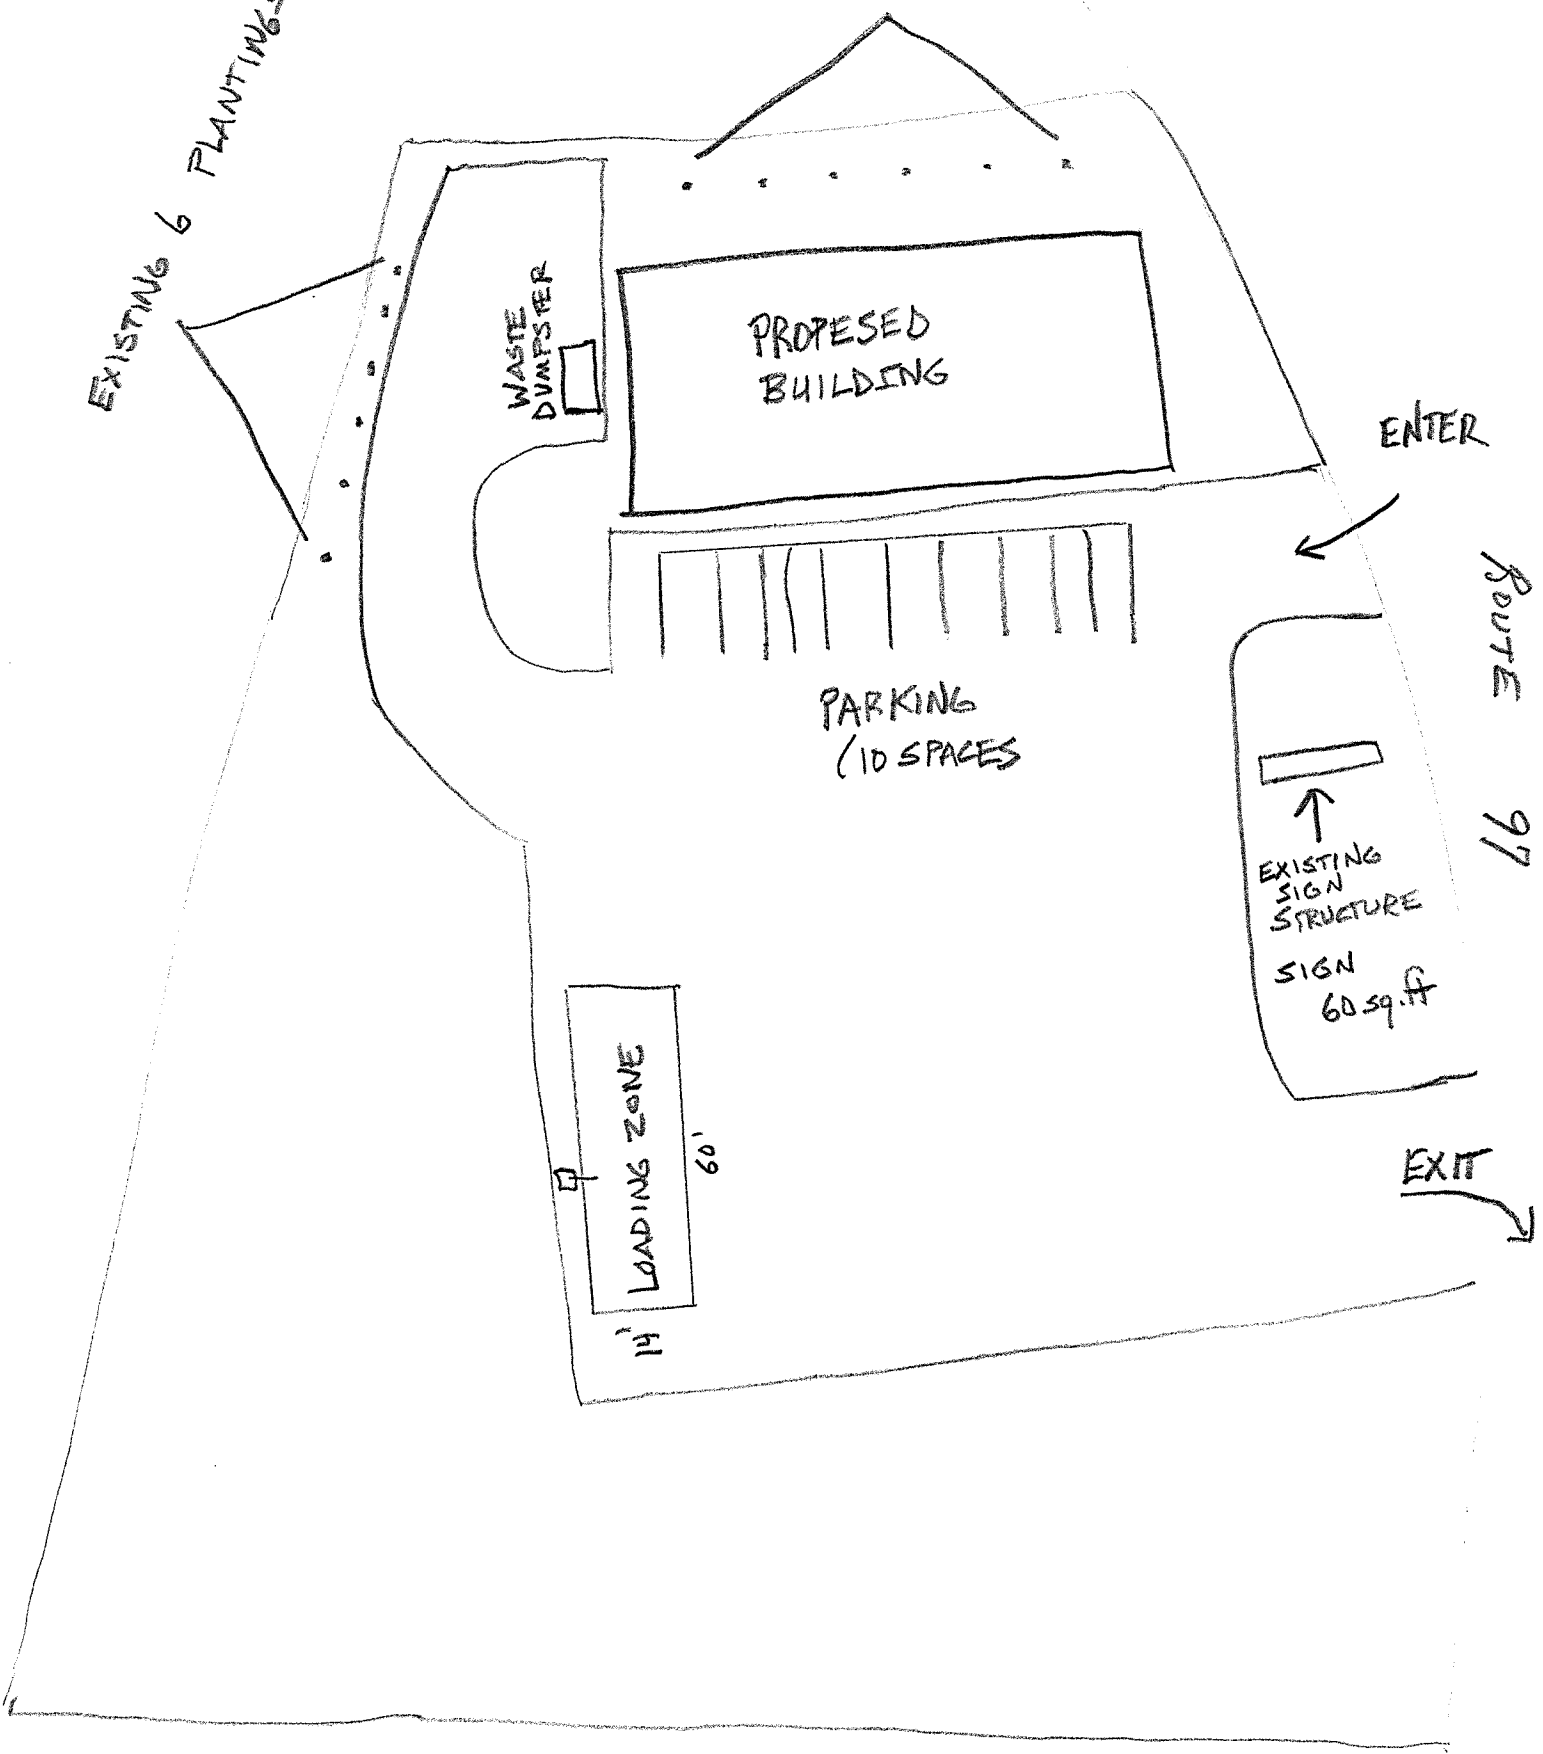 EXISTING 6 PLANTINGS
WASTE
DUMPSTER
PROPESED
BUILDING
ENTER
ROUTE 97
PARKING
(10 SPACES
EXISTING
SIGN
STRUCTURE
SIGN
60 sq.ft
LOADING ZONE
60'
14'
EXIT